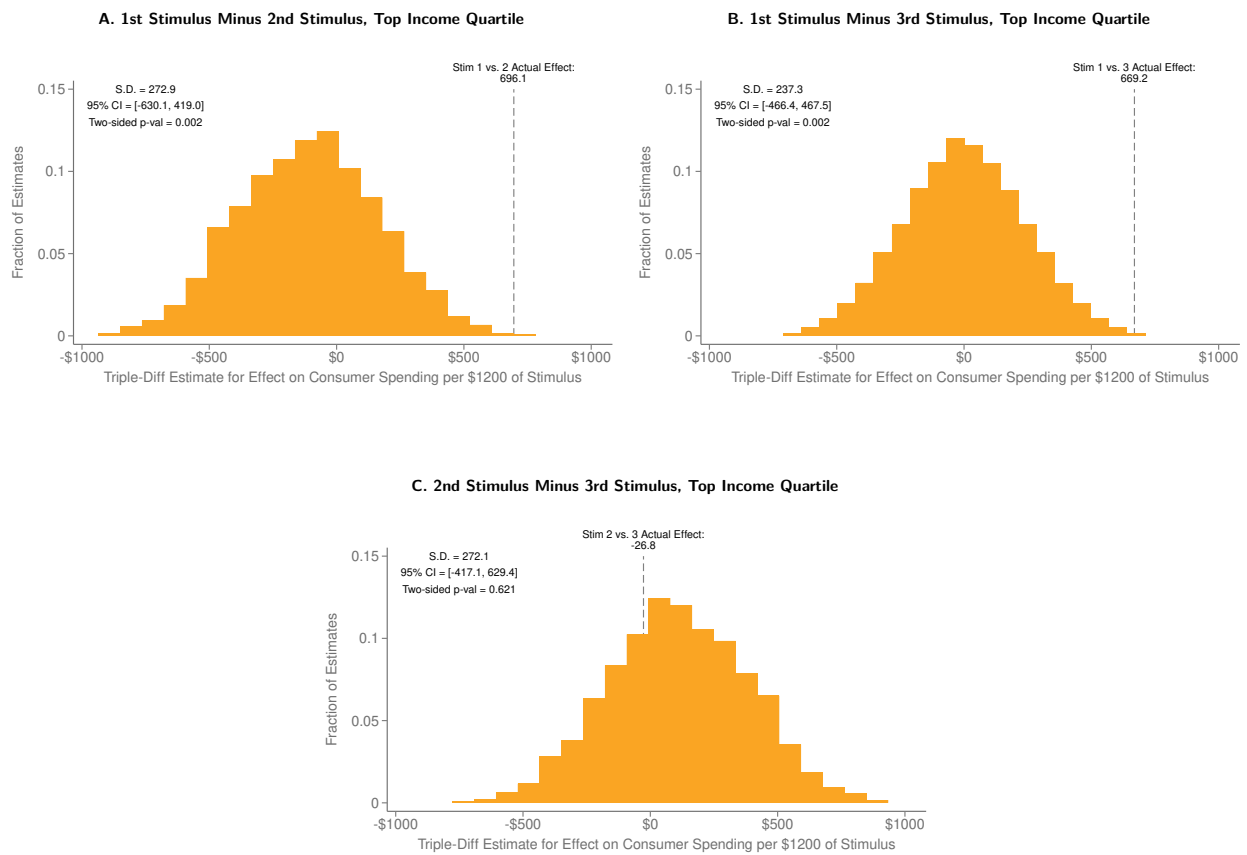 A. 1st Stimulus Minus 2nd Stimulus, Top Income Quartile
Stim 1 vs. 2 Actual Effect:
696.1
S.D. = 272.9
95% CI = [-630.1, 419.0]
Two-sided p-val = 0.002
Fraction of Estimates
0.15
0.1
0.05
0
-$1000
-$500
$0
$500
$1000
Triple-Diff Estimate for Effect on Consumer Spending per $1200 of Stimulus
B. 1st Stimulus Minus 3rd Stimulus, Top Income Quartile
Stim 1 vs. 3 Actual Effect:
669.2
S.D. = 237.3
95% CI = [-466.4, 467.5]
Two-sided p-val = 0.002
Fraction of Estimates
0.15
0.1
0.05
0
-$1000
-$500
$0
$500
$1000
Triple-Diff Estimate for Effect on Consumer Spending per $1200 of Stimulus
C. 2nd Stimulus Minus 3rd Stimulus, Top Income Quartile
Stim 2 vs. 3 Actual Effect:
-26.8
S.D. = 272.1
95% CI = [-417.1, 629.4]
Two-sided p-val = 0.621
Fraction of Estimates
0.15
0.1
0.05
0
-$1000
-$500
$0
$500
$1000
Triple-Diff Estimate for Effect on Consumer Spending per $1200 of Stimulus